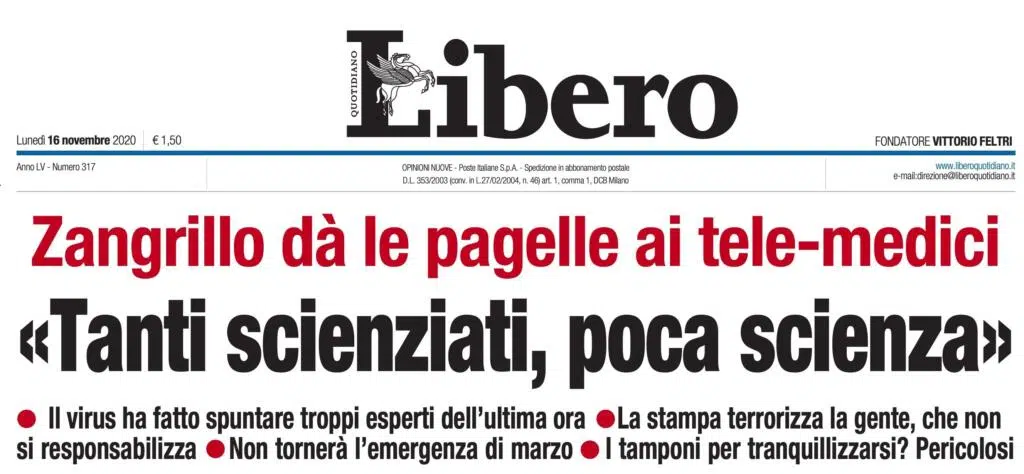 QUOTIDIANO
Libero
Lunedì 16 novembre 2020 € 1,50
FONDATORE VITTORIO FELTRI
Anno LV - Numero 317
OPINIONI NUOVE - Poste Italiane S.p.A. - Spedizione in abbonamento postale
D.L. 353/2003 (conv. in L.27/02/2004, n. 46) art. 1, comma 1, DCB Milano
www.liberoquotidiano.it
e-mail:direzione@liberoquotidiano.it
Zangrillo dà le pagelle ai tele-medici
«Tanti scienziati, poca scienza»
● Il virus ha fatto spuntare troppi esperti dell'ultima ora ●La stampa terrorizza la gente, che non
si responsabilizza ●Non tornerà l'emergenza di marzo ●I tamponi per tranquillizzarsi? Pericolosi